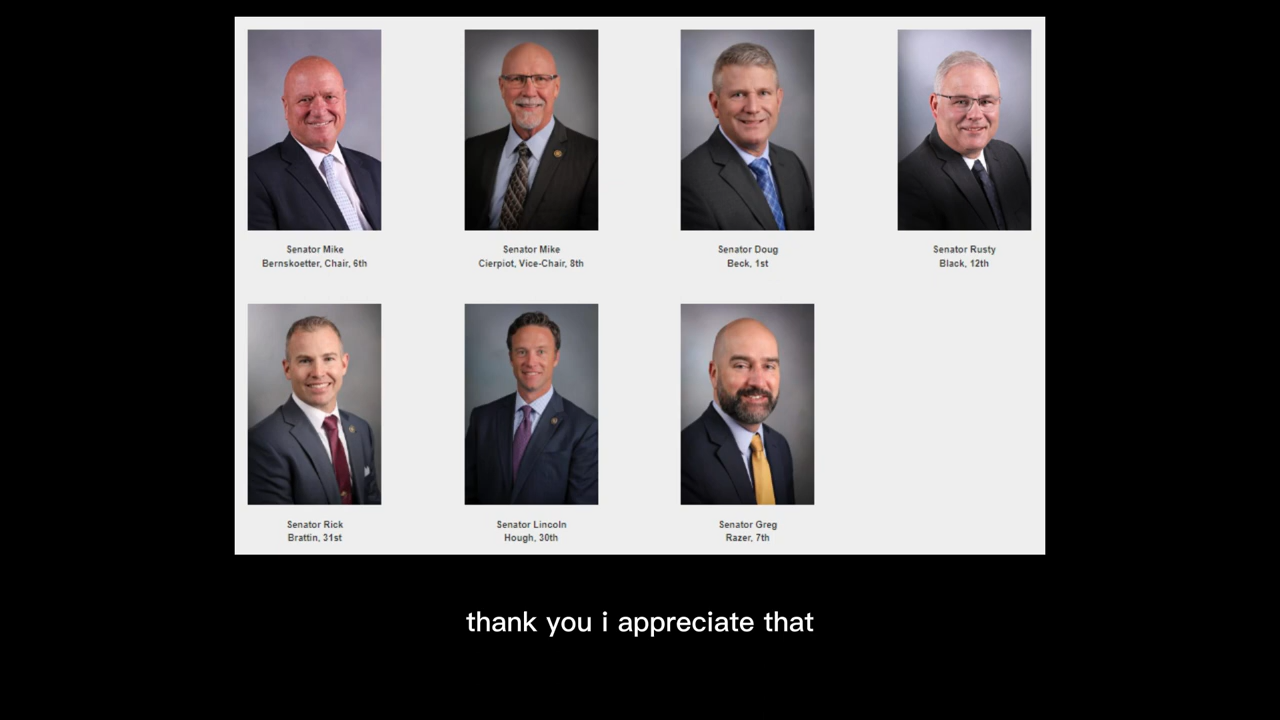 Senator Mike
Bernskoetter, Chair, 6th
Senator Mike
Cierpiot, Vice-Chair, 8th
Senator Doug
Beck, 1st
Senator Rusty
Black, 12th
Senator Rick
Brattin, 31st
Senator Lincoln
Hough, 30th
Senator Greg
Razer, 7th
thank you i appreciate that